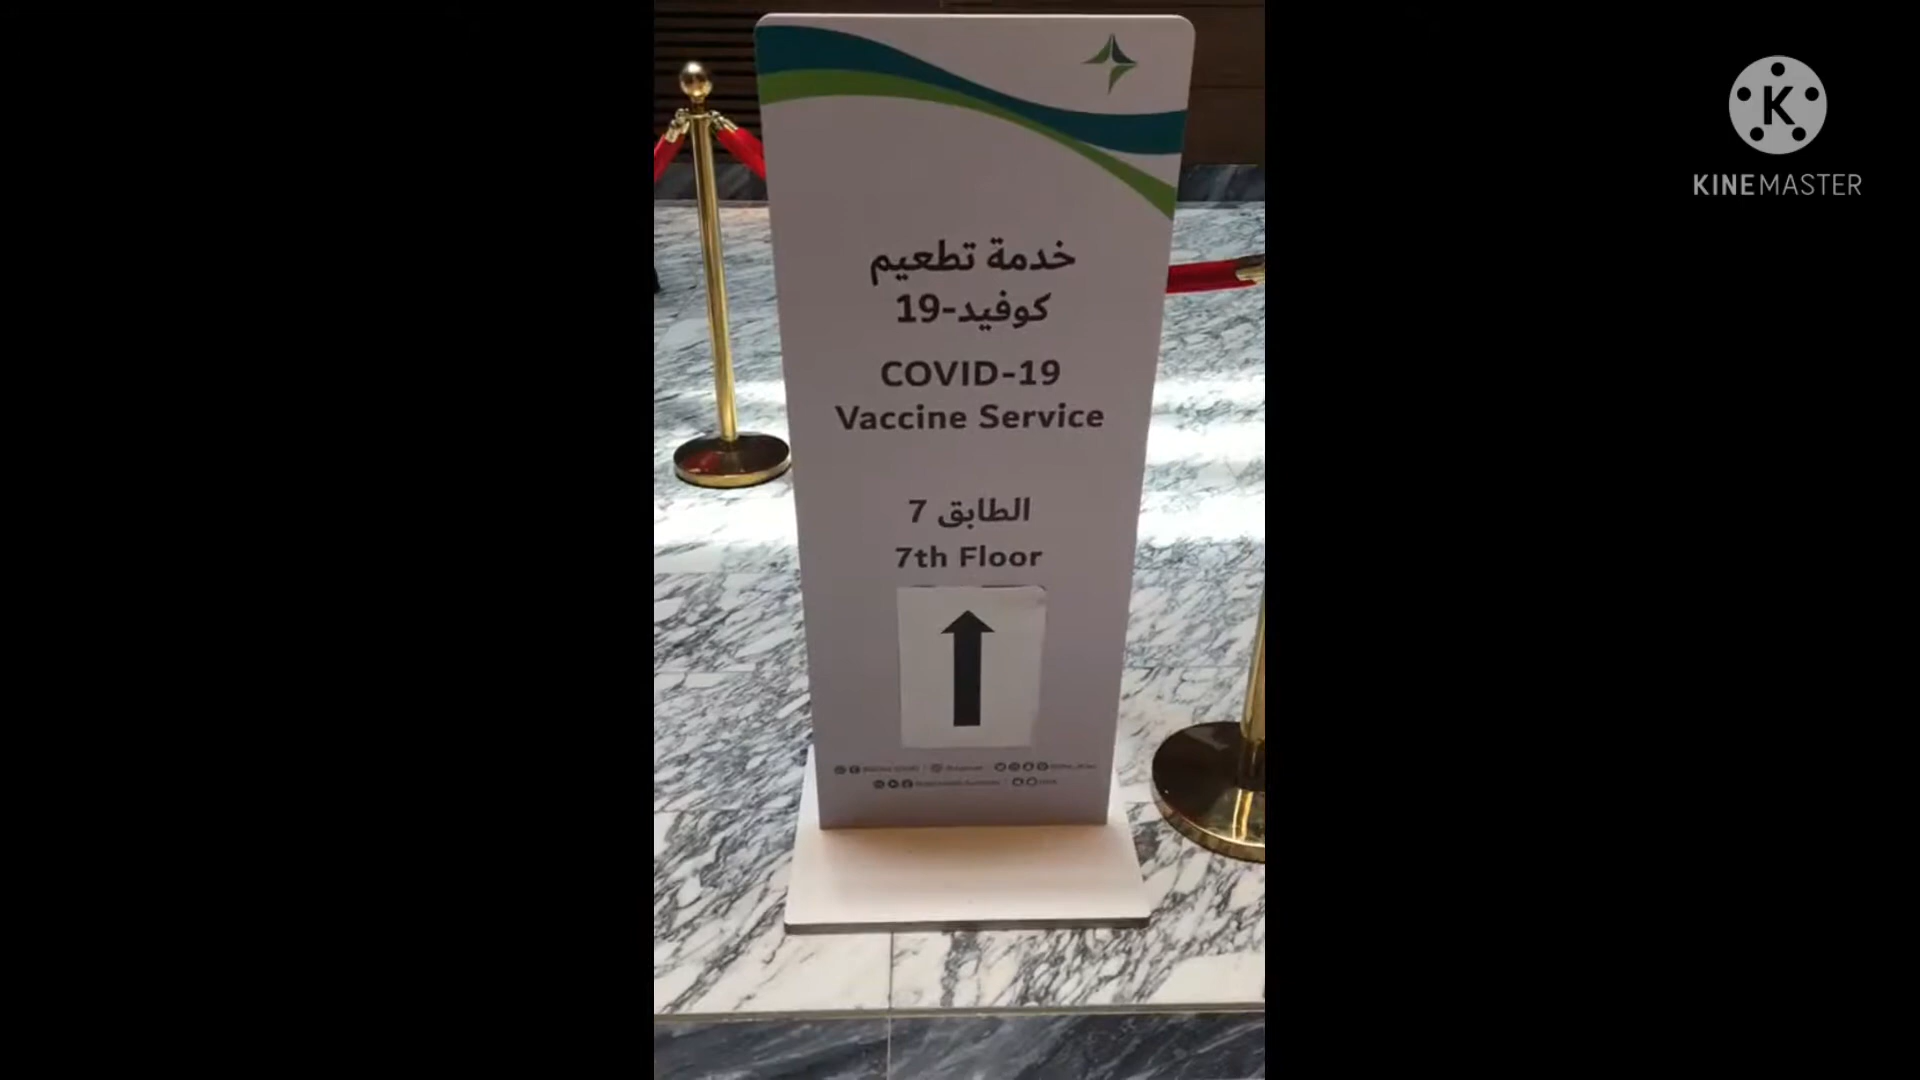 خدمة تطعيم
كوفيد-19
COVID-19
Vaccine Service
الطابق 7
7th Floor
K
KINEMASTER